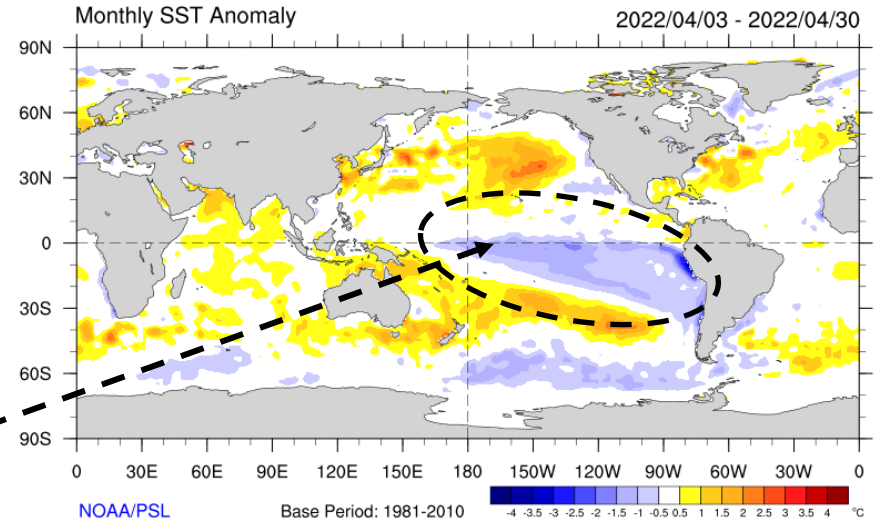 Monthly SST Anomaly 2022/04/03 - 2022/04/30
90N
60N
30N
0
30S
60S
90S
0 30E 60E 90E 120E 150E 180 150W 120W 90W 60W 30W 0
NOAA/PSL Base Period: 1981-2010
-4 -3.5 -3 -2.5 -2 -1.5 -1 -0.5 0.5 1 1.5 2 2.5 3 3.5 4 °C